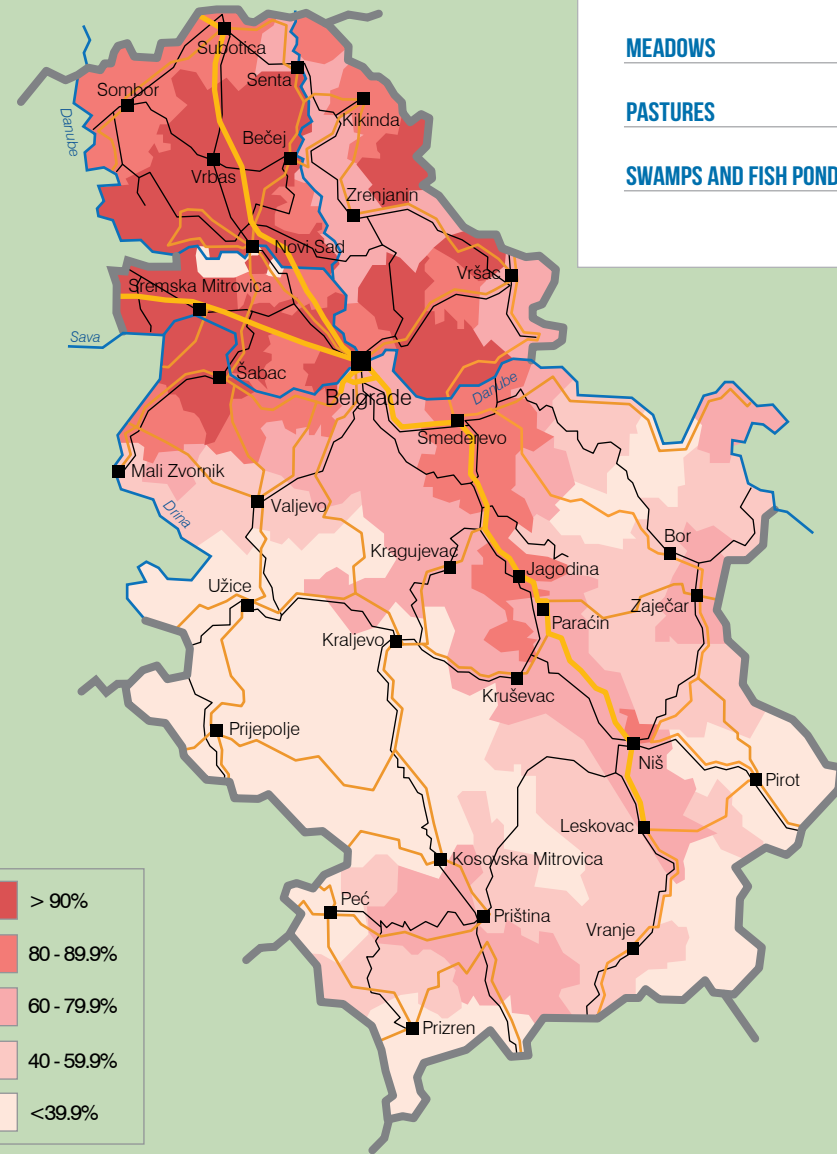 MEADOWS
PASTURES
SWAMPS AND FISH POND
Subotica
Senta
Sombor
Kikinda
Danube
Bečej
Vrbas
Zrenjanin
Novi Sad
Vršac
Sremska Mitrovica
Sava
Šabac
Danube
Belgrade
Smederevo
Mali Zvornik
Valjevo
Drina
Bor
Kragujevac
Jagodina
Užice
Zaječar
Paraćin
Kraljevo
Kruševac
Prijepolje
Niš
Pirot
Leskovac
Kosovska Mitrovica
Peć
Priština
Vranje
Prizren
> 90%
80 - 89.9%
60 - 79.9%
40 - 59.9%
<39.9%